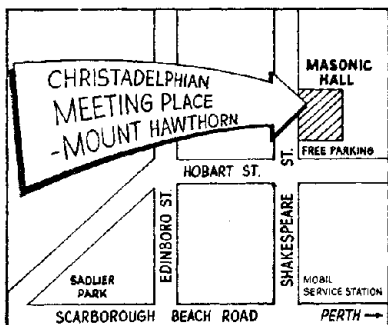 MASONIC
HALL
CHRISTADELPHIAN
MEETING PLACE
-MOUNT HAWTHORN
FREE PARKING
HOBART ST.
EDINBORO ST.
SHAKESPEARE ST.
SADLIER
PARK
MOBIL
SERVICE STATION
SCARBOROUGH BEACH ROAD
PERTH →